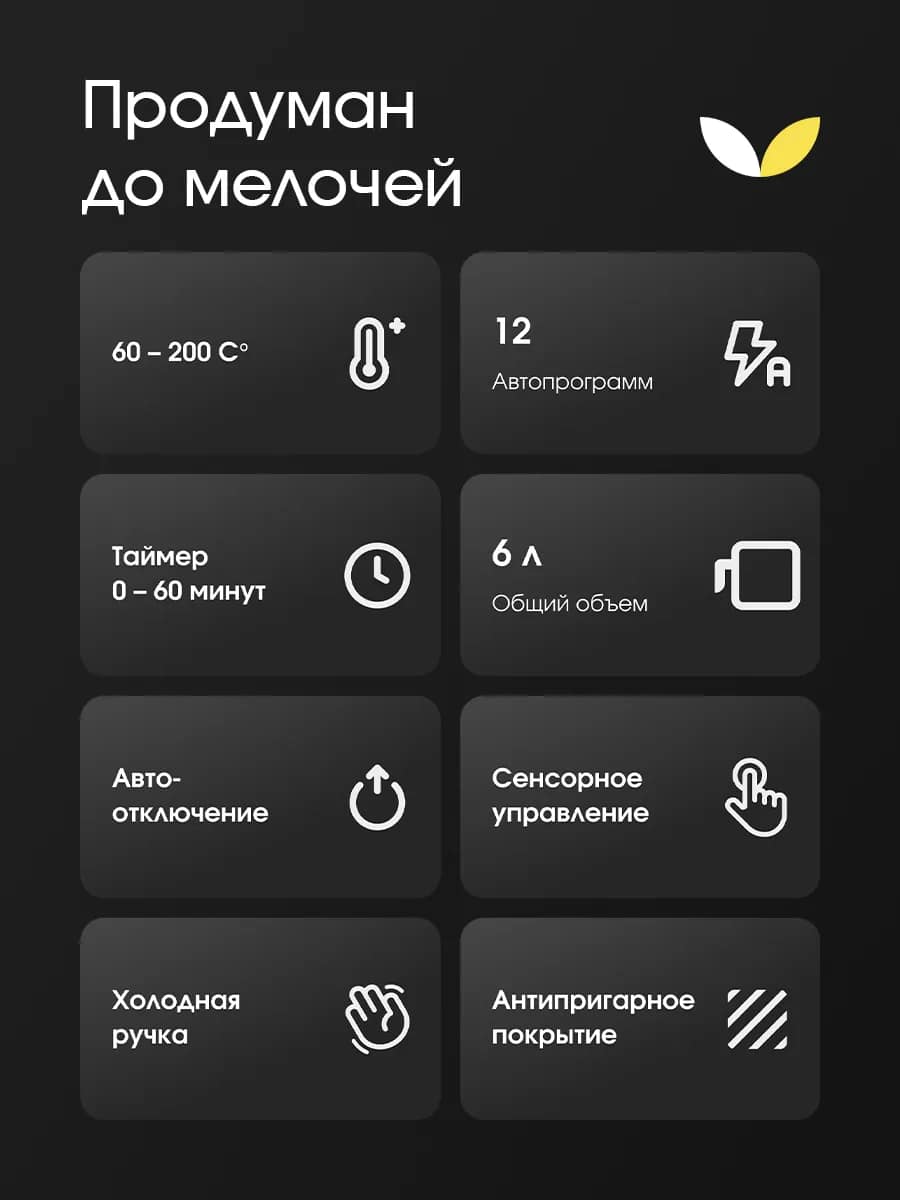 Продуман
до мелочей
60 – 200 С°
12
Автопрограмм
Таймер
0 – 60 минут
6 л
Общий объем
Авто-
отключение
Сенсорное
управление
Холодная
ручка
Антипригарное
покрытие